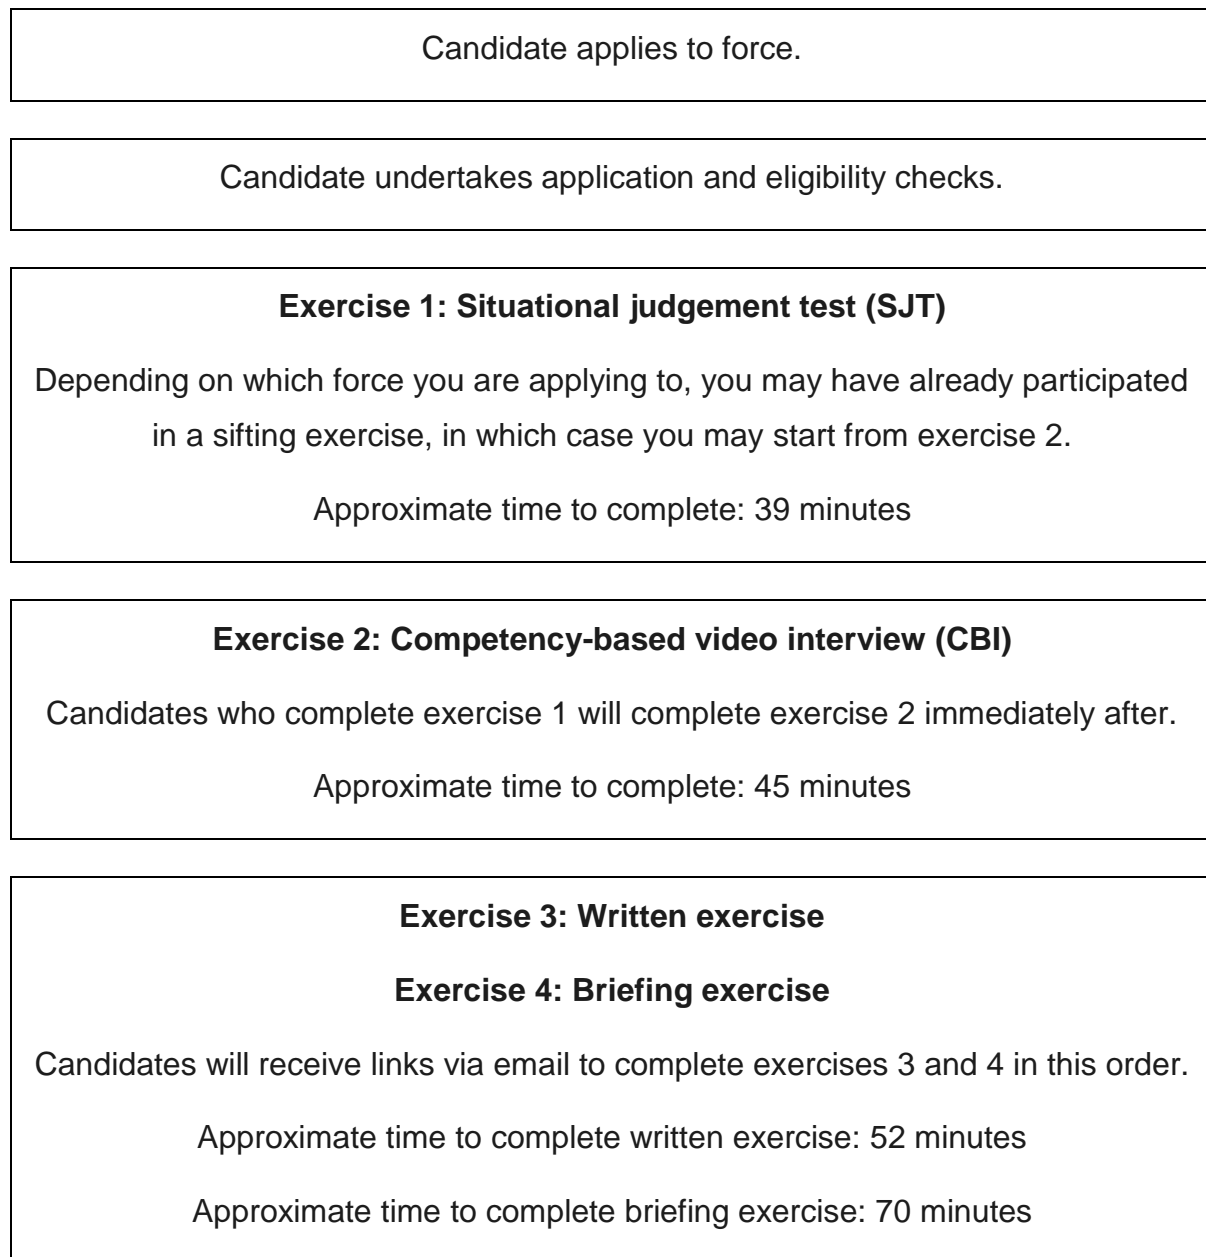 Candidate applies to force.
Candidate undertakes application and eligibility checks.
Exercise 1: Situational judgement test (SJT)
Depending on which force you are applying to, you may have already participated
in a sifting exercise, in which case you may start from exercise 2.
Approximate time to complete: 39 minutes
Exercise 2: Competency-based video interview (CBI)
Candidates who complete exercise 1 will complete exercise 2 immediately after.
Approximate time to complete: 45 minutes
Exercise 3: Written exercise
Exercise 4: Briefing exercise
Candidates will receive links via email to complete exercises 3 and 4 in this order.
Approximate time to complete written exercise: 52 minutes
Approximate time to complete briefing exercise: 70 minutes